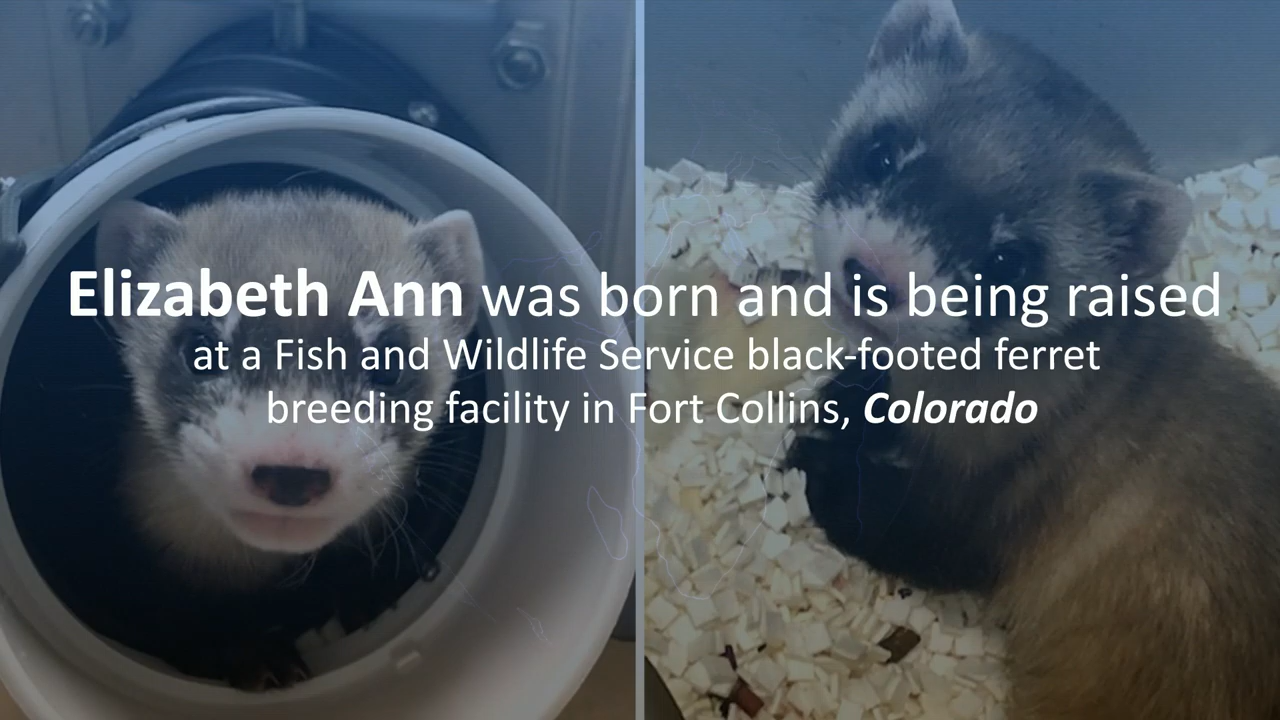 Elizabeth Ann was born and is being raised
at a Fish and Wildlife Service black-footed ferret
breeding facility in Fort Collins, Colorado